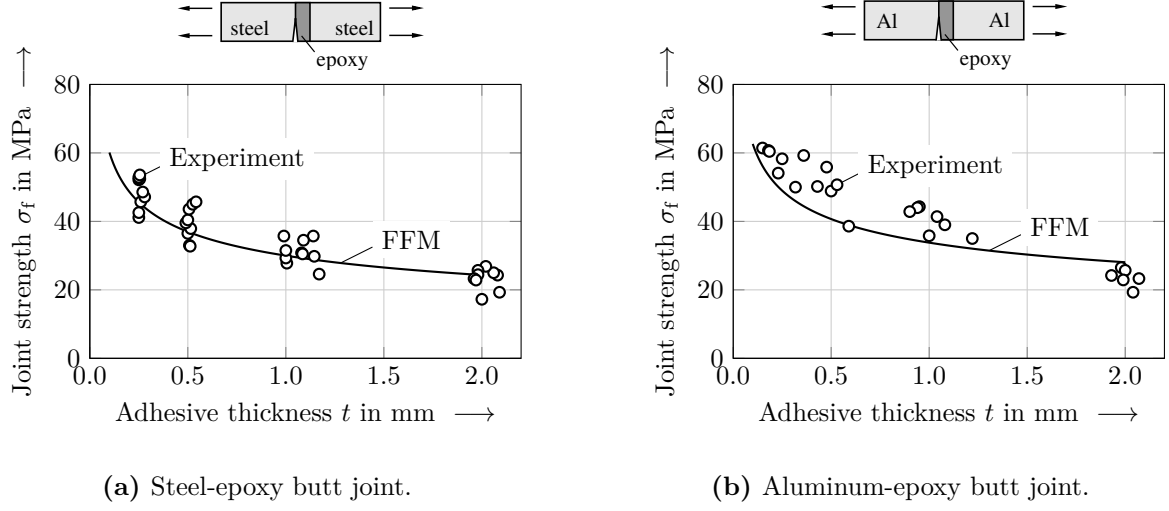 steel steel
epoxy
Joint strength σf in MPa ⟶
80
60
40
20
0
0.0 0.5 1.0 1.5 2.0
Experiment
FFM
Adhesive thickness t in mm ⟶
(a) Steel-epoxy butt joint.
Al Al
epoxy
Joint strength σf in MPa ⟶
80
60
40
20
0
0.0 0.5 1.0 1.5 2.0
Experiment
FFM
Adhesive thickness t in mm ⟶
(b) Aluminum-epoxy butt joint.